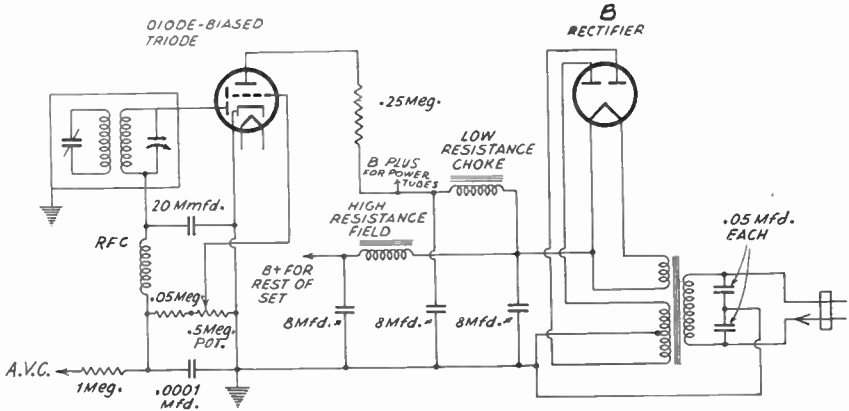 DIODE-BIASED
TRIODE
B
RECTIFIER
.25Meg.
LOW
RESISTANCE
CHOKE
B PLUS
FOR POWER
TUBES
20 Mmfd.
HIGH
RESISTANCE
FIELD
.05 Mfd.
EACH
RFC
B+ FOR
REST OF
SET
.05Meg.
.5Meg.
POT.
8Mfd.
8Mfd.
8Mfd.
A.V.C.
1Meg.
.0001
Mfd.